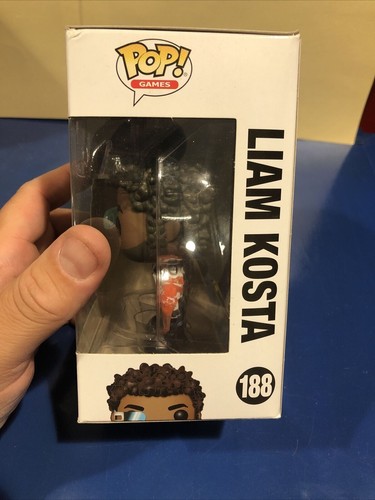 POP!
GAMES
LIAM KOSTA
188